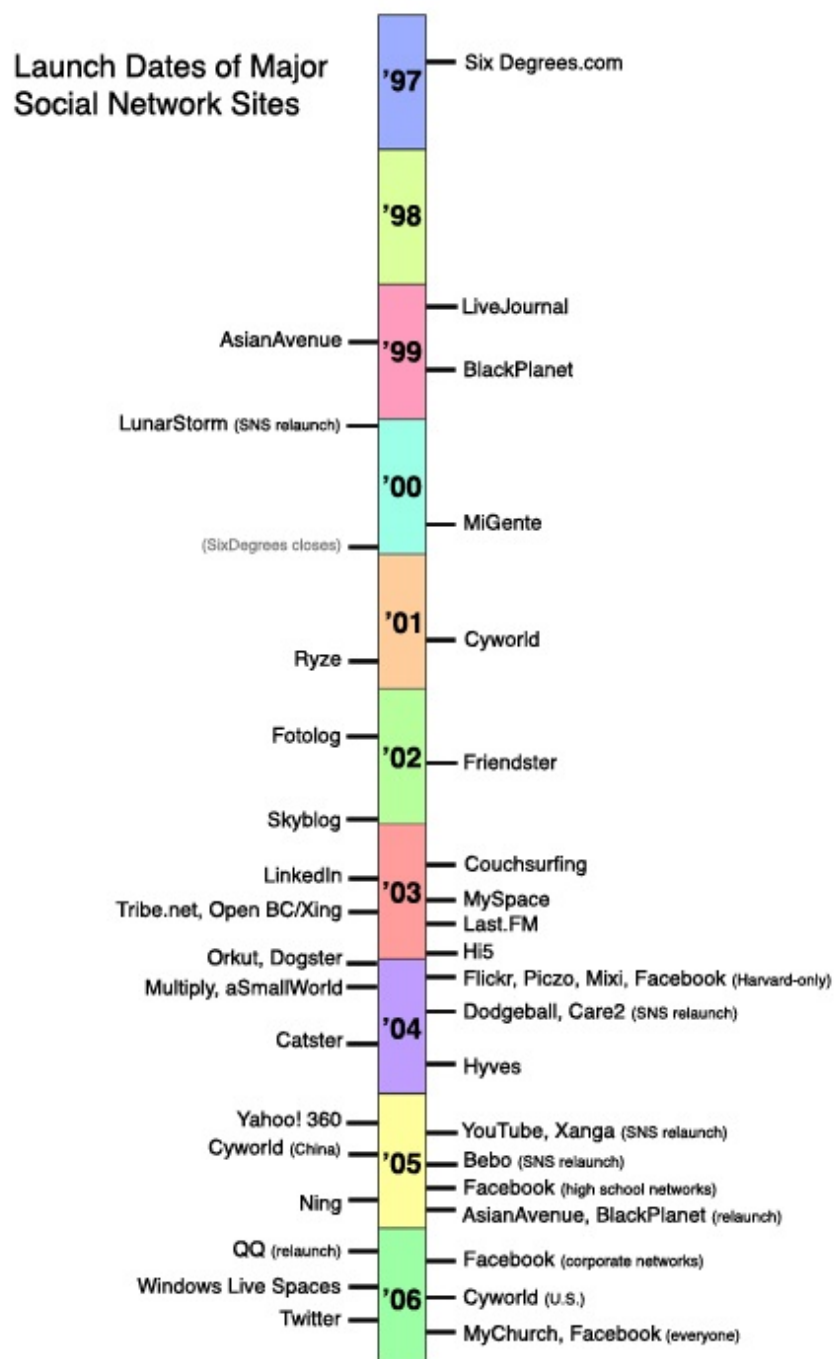 Launch Dates of Major
Social Network Sites
'97
Six Degrees.com
'98
LiveJournal
AsianAvenue
'99
BlackPlanet
LunarStorm (SNS relaunch)
'00
MiGente
(SixDegrees closes)
'01
Cyworld
Ryze
Fotolog
'02
Friendster
Skyblog
Couchsurfing
LinkedIn
'03
MySpace
Tribe.net, Open BC/Xing
Last.FM
Hi5
Orkut, Dogster
Flickr, Piczo, Mixi, Facebook (Harvard-only)
Multiply, aSmallWorld
Dodgeball, Care2 (SNS relaunch)
'04
Catster
Hyves
Yahoo! 360
YouTube, Xanga (SNS relaunch)
Cyworld (China)
'05
Bebo (SNS relaunch)
Facebook (high school networks)
Ning
AsianAvenue, BlackPlanet (relaunch)
QQ (relaunch)
Facebook (corporate networks)
Windows Live Spaces
'06
Cyworld (U.S.)
Twitter
MyChurch, Facebook (everyone)